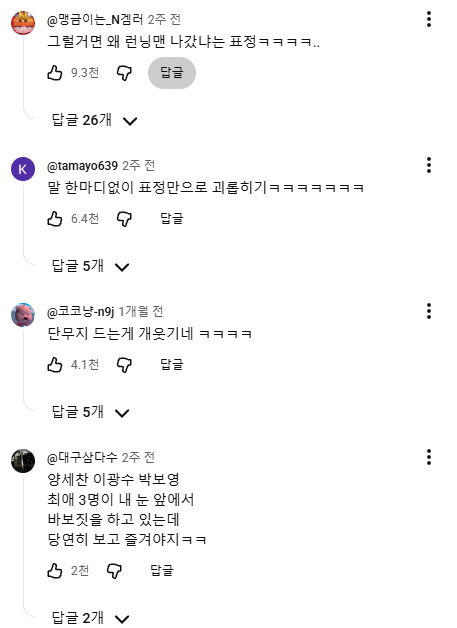 @맹금이는_N겜러 2주 전
그럴거면 왜 런닝맨 나갔냐는 표정ㅋㅋㅋㅋ..
9.3천 답글
답글 26개
K
@tamayo639 2주 전
말 한마디없이 표정만으로 괴롭히기ㅋㅋㅋㅋㅋㅋㅋ
6.4천 답글
답글 5개
@코코냥-n9j 1개월 전
단무지 드는게 개웃기네 ㅋㅋㅋㅋ
4.1천 답글
답글 5개
@대구삼다수 2주 전
양세찬 이광수 박보영
최애 3명이 내 눈 앞에서
바보짓을 하고 있는데
당연히 보고 즐겨야지ㅋㅋ
2천 답글
답글 2개